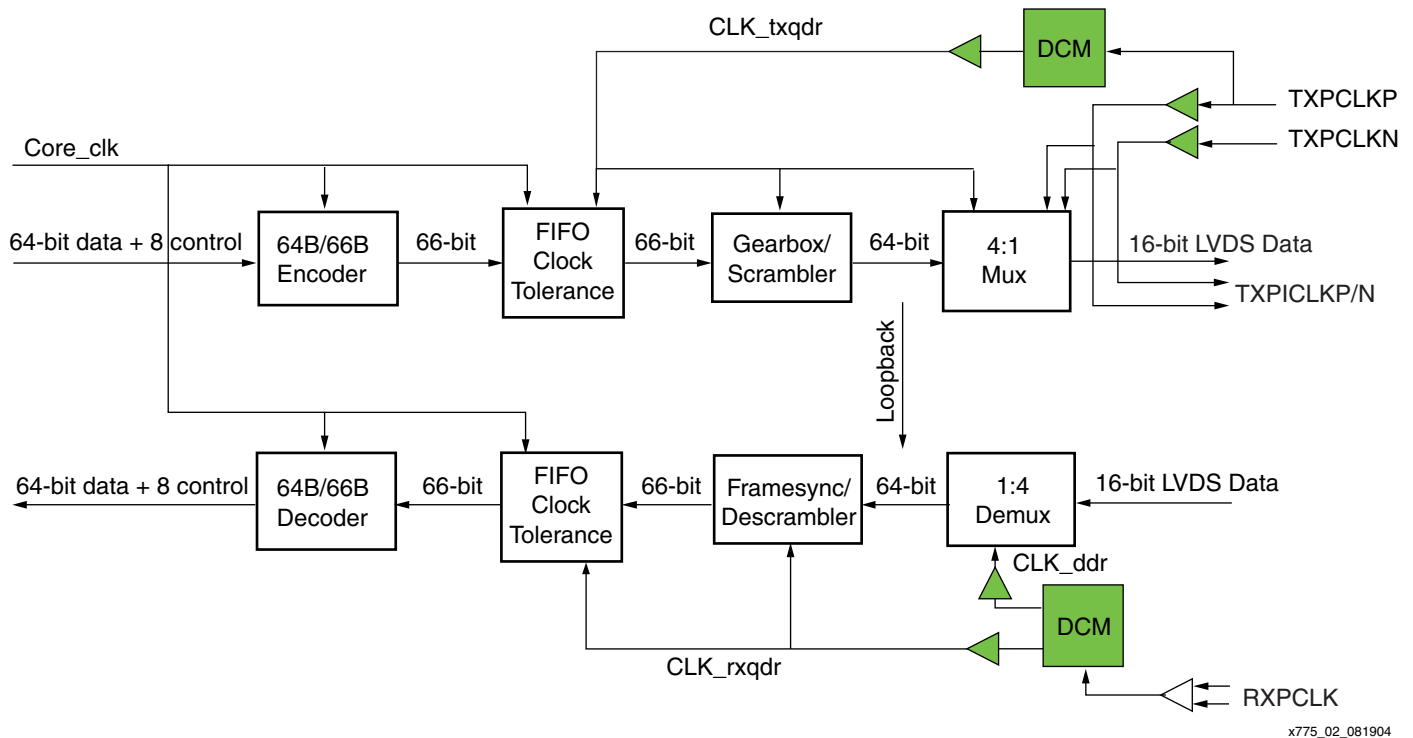 CLK_txqdr
DCM
TXPCLKP
TXPCLKN
Core_clk
64-bit data + 8 control
64B/66B
Encoder
66-bit
FIFO
Clock
Tolerance
66-bit
Gearbox/
Scrambler
64-bit
4:1
Mux
16-bit LVDS Data
TXPICLKP/N
Loopback
64-bit data + 8 control
64B/66B
Decoder
66-bit
FIFO
Clock
Tolerance
66-bit
Framesync/
Descrambler
64-bit
1:4
Demux
16-bit LVDS Data
CLK_ddr
DCM
CLK_rxqdr
RXPCLK
x775_02_081904